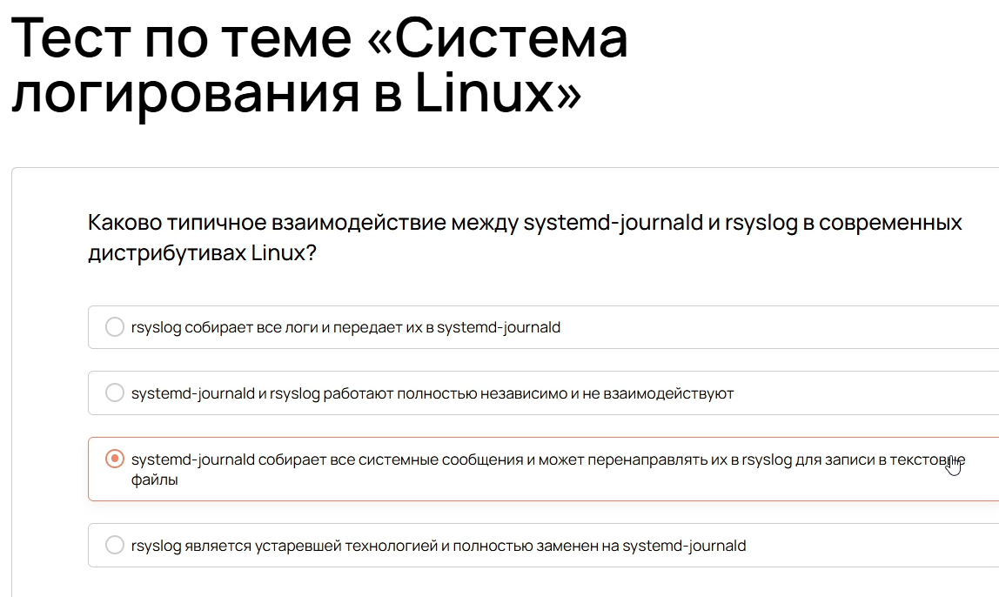 Тест по теме «Система
логирования в Linux»
Каково типичное взаимодействие между systemd-journald и rsyslog в современных
дистрибутивах Linux?
rsyslog собирает все логи и передает их в systemd-journald
systemd-journald и rsyslog работают полностью независимо и не взаимодействуют
systemd-journald собирает все системные сообщения и может перенаправлять их в rsyslog для записи в текстовые
файлы
rsyslog является устаревшей технологией и полностью заменен на systemd-journald